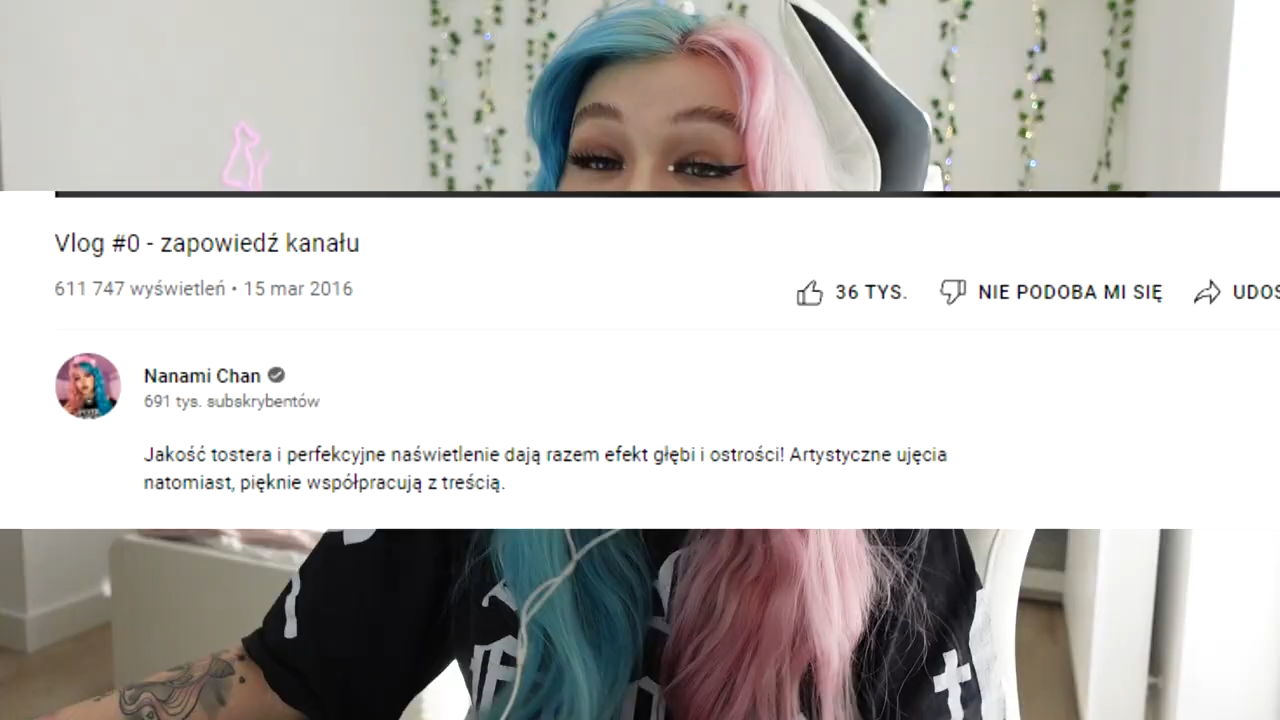 Vlog #0 - zapowiedź kanału
611 747 wyświetleń • 15 mar 2016
36 TYS. NIE PODOBA MI SIĘ UDOS
Nanami Chan
691 tys. subskrybentów
Jakość tostera i perfekcyjne naświetlenie dają razem efekt głębi i ostrości! Artystyczne ujęcia
natomiast, pięknie współpracują z treścią.